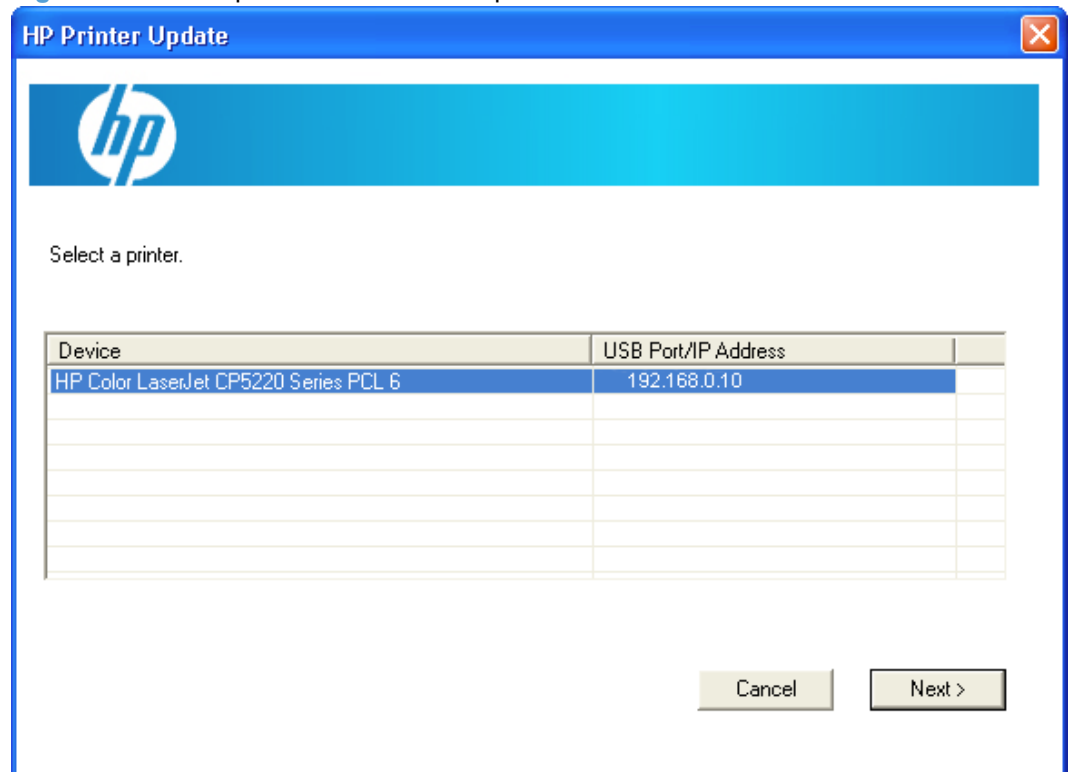 HP Printer Update
hp
Select a printer.
Device USB Port/IP Address
HP Color LaserJet CP5220 Series PCL 6 192.168.0.10
Cancel Next >